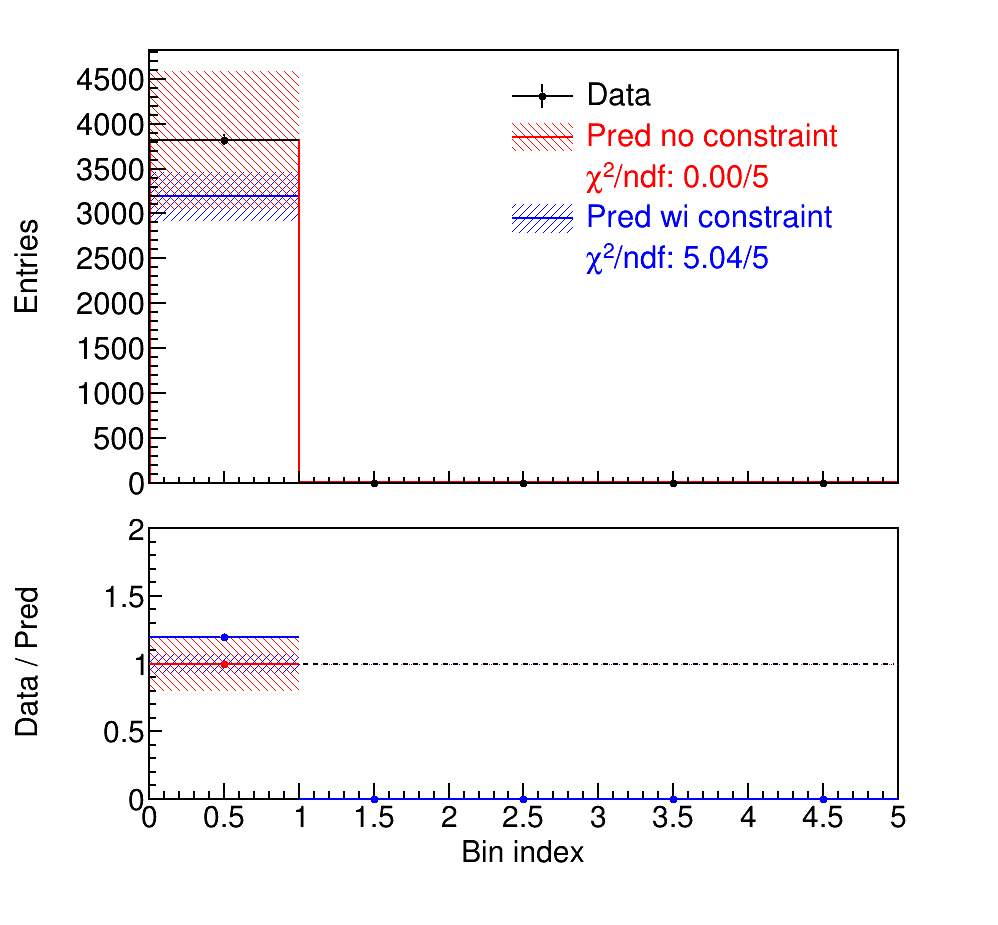 4500
4000
3500
3000
2500
2000
1500
1000
500
0
Entries
Data
Pred no constraint
χ²/ndf: 0.00/5
Pred wi constraint
χ²/ndf: 5.04/5
2
1.5
1
0.5
0
Data / Pred
0 0.5 1 1.5 2 2.5 3 3.5 4 4.5 5
Bin index